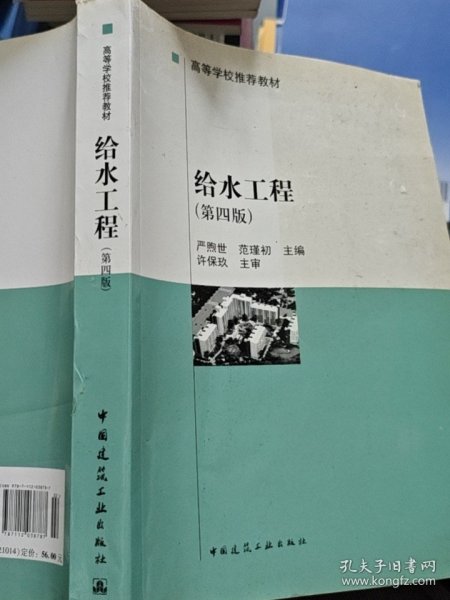 高等学校推荐教材
给水工程
(第四版)
严煦世 范瑾初 主编
许保玖 主审
中国建筑工业出版社
高等学校推荐教材
给水工程
(第四版)
中国建筑工业出版社
21014)定价: 56.00 元
孔夫子旧书网